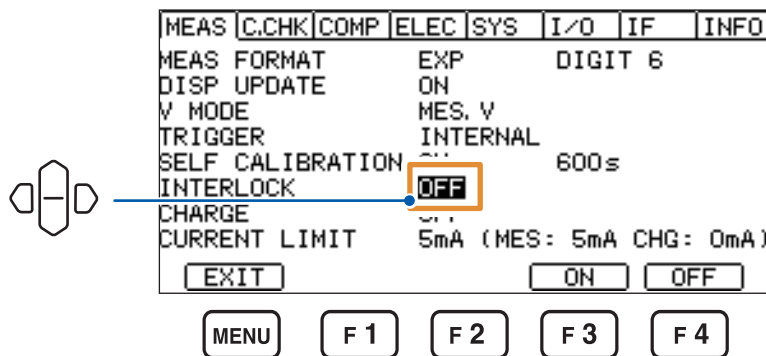 MEAS C.CHK COMP ELEC SYS I/O IF INFO
MEAS FORMAT EXP DIGIT 6
DISP UPDATE ON
V MODE MES. V
TRIGGER INTERNAL
SELF CALIBRATION 600s
INTERLOCK OFF
CHARGE
CURRENT LIMIT 5mA (MES: 5mA CHG: 0mA)
EXIT ON OFF
MENU F 1 F 2 F 3 F 4